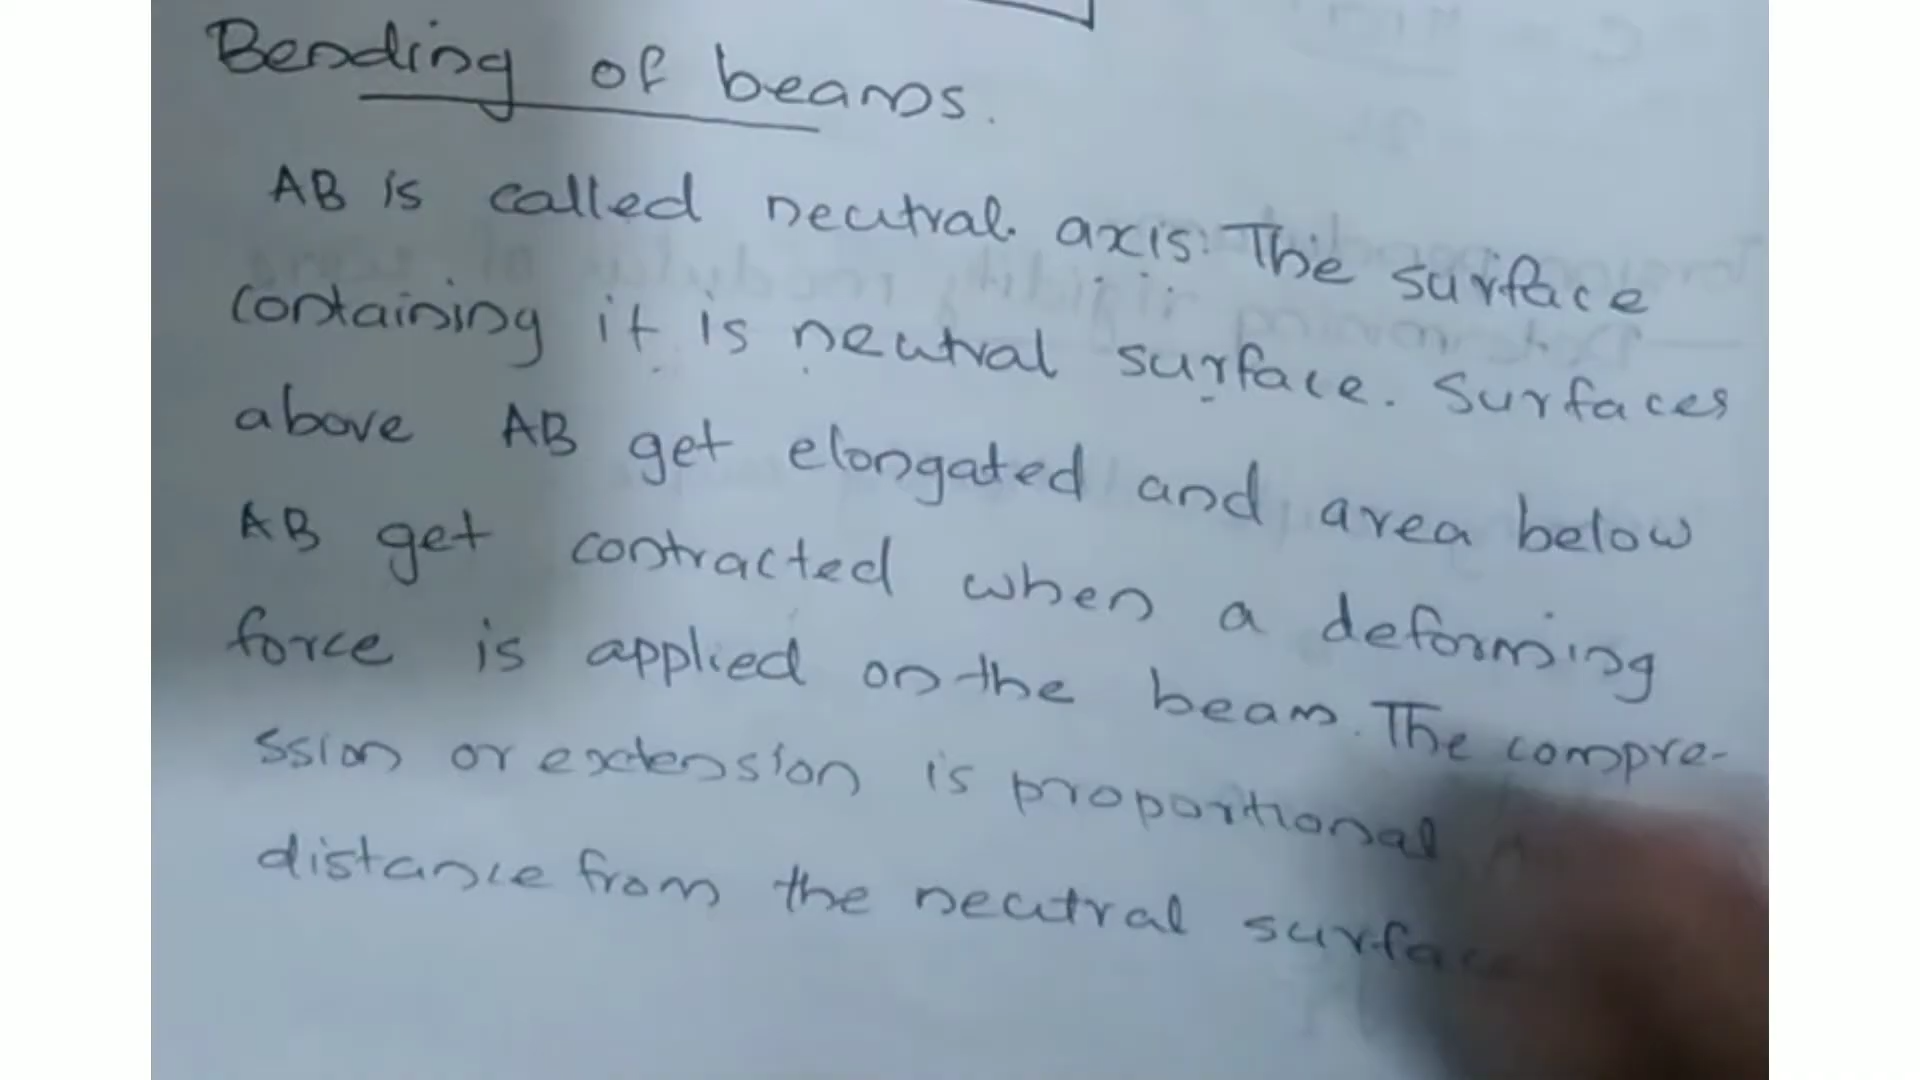 Bending of beams.
AB is called neutral axis. The surface
containing it is neutral surface. Surfaces
above AB get elongated and area below
AB get contracted when a deforming
force is applied on the beam. The compre-
ssion or extension is proportional
distance from the neutral surface